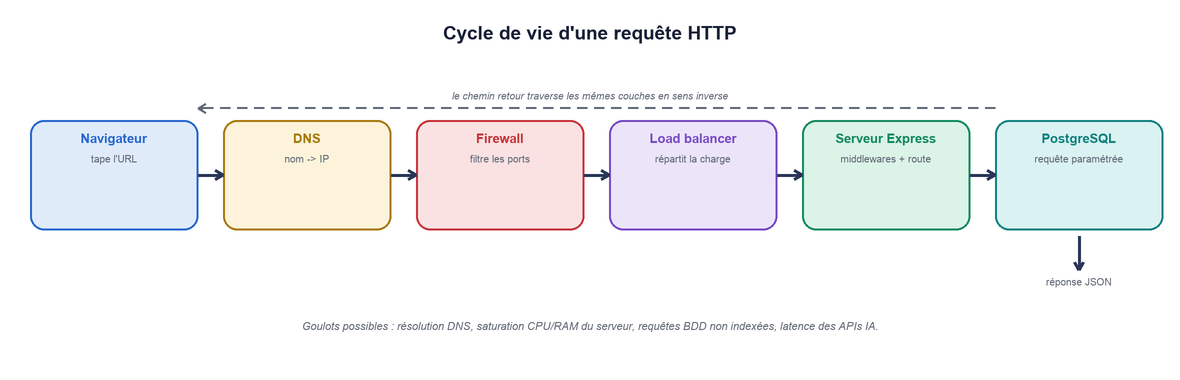 Cycle de vie d'une requête HTTP
le chemin retour traverse les mêmes couches en sens inverse
Navigateur
tape l'URL
DNS
nom -> IP
Firewall
filtre les ports
Load balancer
répartit la charge
Serveur Express
middlewares + route
PostgreSQL
requête paramétrée
réponse JSON
Goulots possibles : résolution DNS, saturation CPU/RAM du serveur, requêtes BDD non indexées, latence des APIs IA.